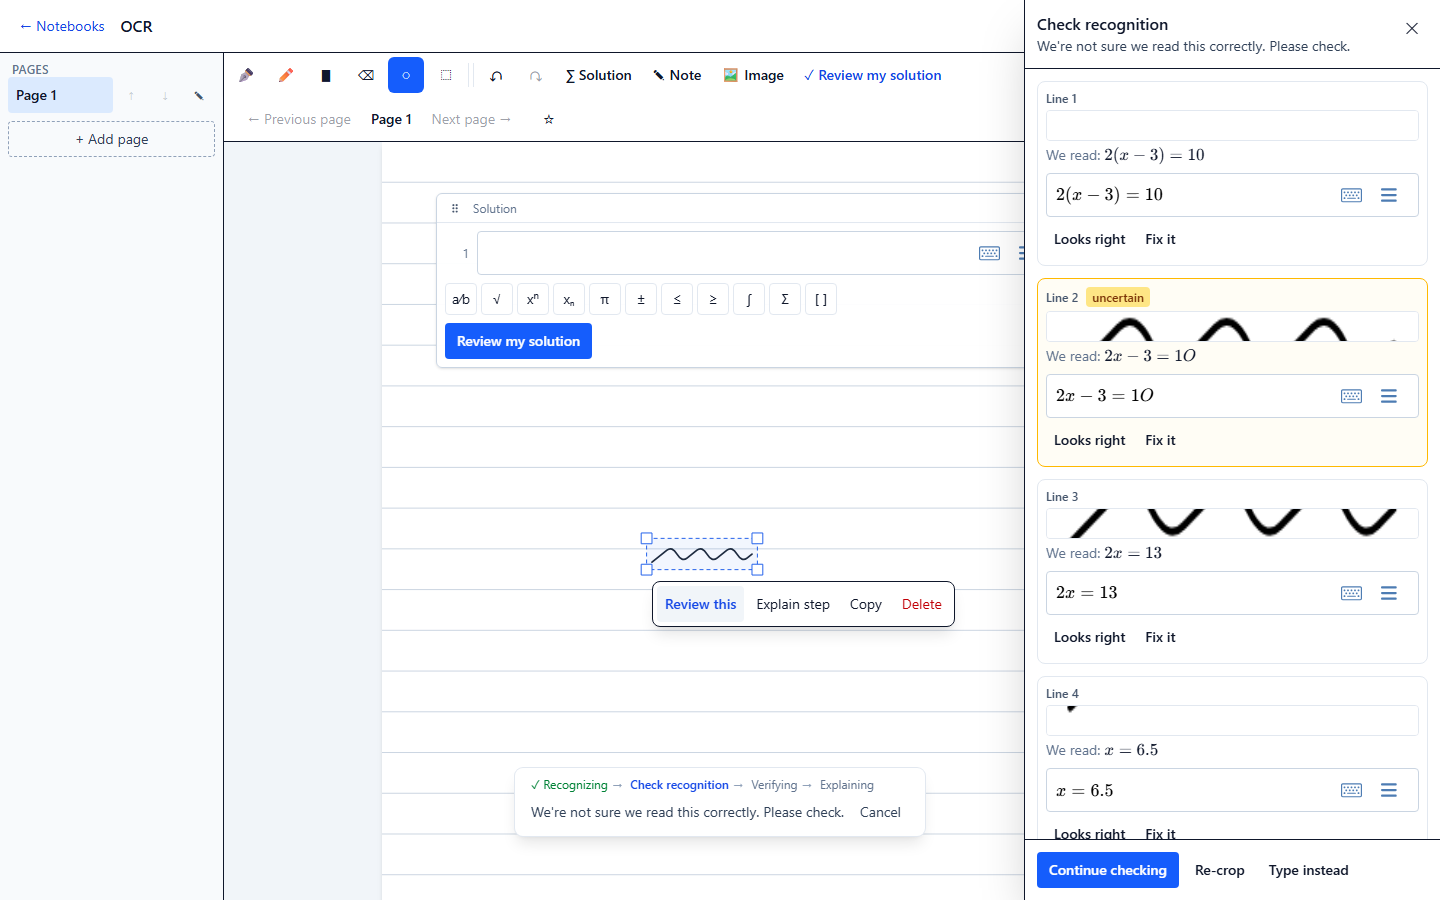 ← Notebooks OCR
PAGES
Page 1 ↑ ↓
+ Add page
∑ Solution Note Image ✓ Review my solution
← Previous page Page 1 Next page → ☆
Solution
1
a/b √ xⁿ xₙ π ± ≤ ≥ ∫ Σ [ ]
Review my solution
Review this Explain step Copy Delete
✓ Recognizing → Check recognition → Verifying → Explaining
We're not sure we read this correctly. Please check. Cancel
Check recognition
We're not sure we read this correctly. Please check.
Line 1
We read: 2(x − 3) = 10
2(x − 3) = 10
Looks right Fix it
Line 2 uncertain
We read: 2x − 3 = 1O
2x − 3 = 1O
Looks right Fix it
Line 3
We read: 2x = 13
2x = 13
Looks right Fix it
Line 4
We read: x = 6.5
x = 6.5
Looks right Fix it
Continue checking Re-crop Type instead